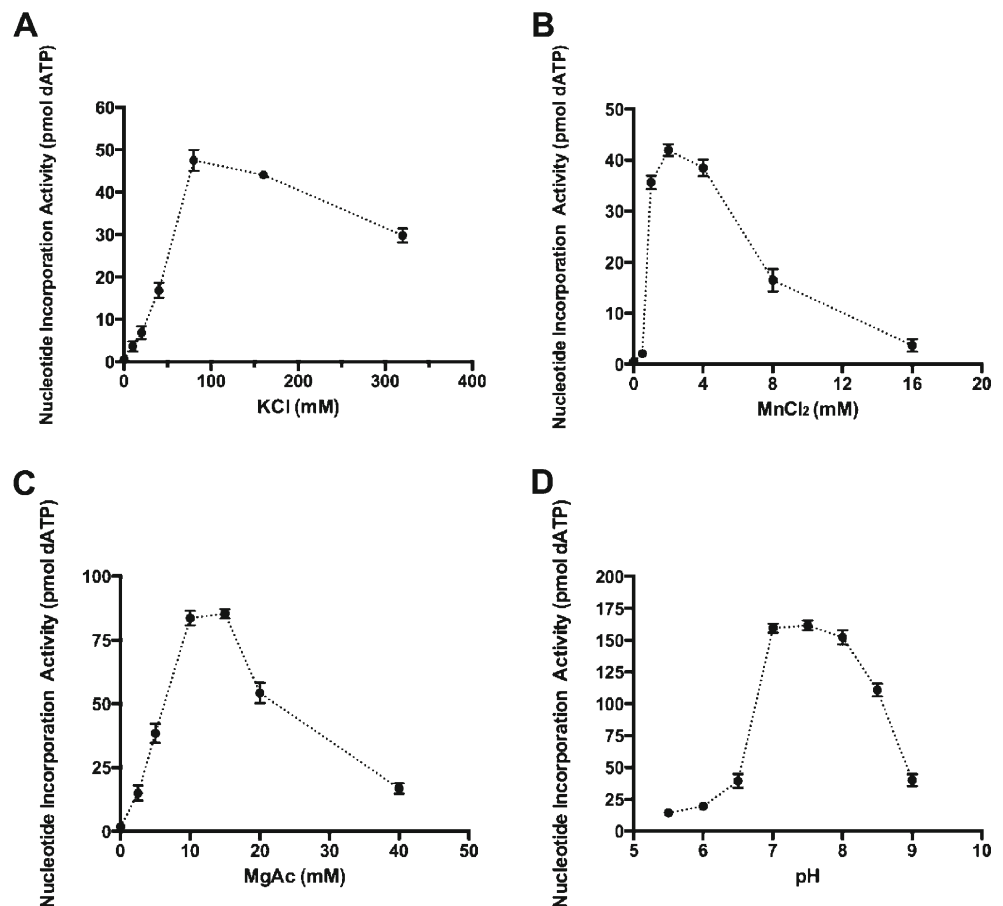 A
Nucleotide Incorporation Activity (pmol dATP)
60
50
40
30
20
10
0
0 100 200 300 400
KCl (mM)
B
Nucleotide Incorporation Activity (pmol dATP)
50
40
30
20
10
0
0 4 8 12 16 20
MnCl₂ (mM)
C
Nucleotide Incorporation Activity (pmol dATP)
100
75
50
25
0
0 10 20 30 40 50
MgAc (mM)
D
Nucleotide Incorporation Activity (pmol dATP)
200
175
150
125
100
75
50
25
0
5 6 7 8 9 10
pH